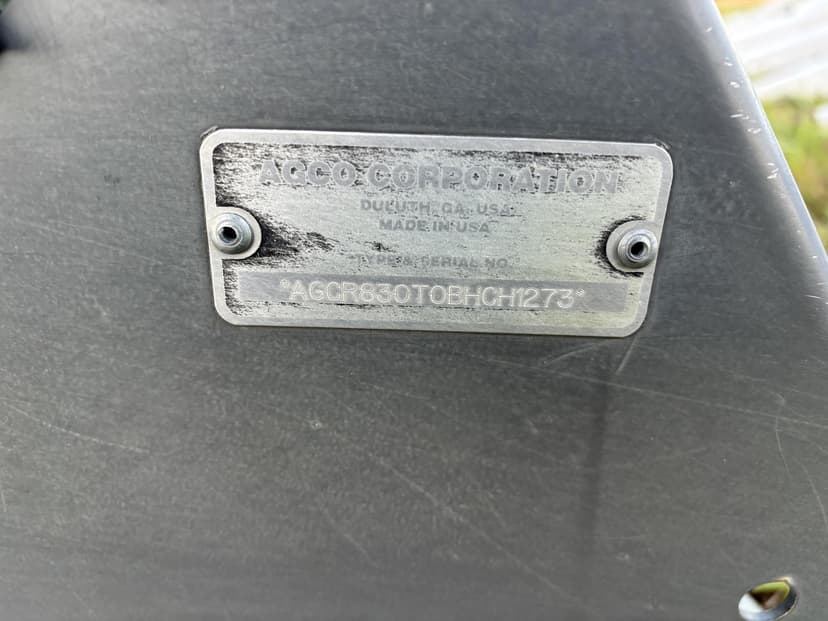 AGCO CORPORATION
DULUTH, GA. USA
MADE IN USA
TYPE & SERIAL NO.
*AGCR830T0BHCH1273*